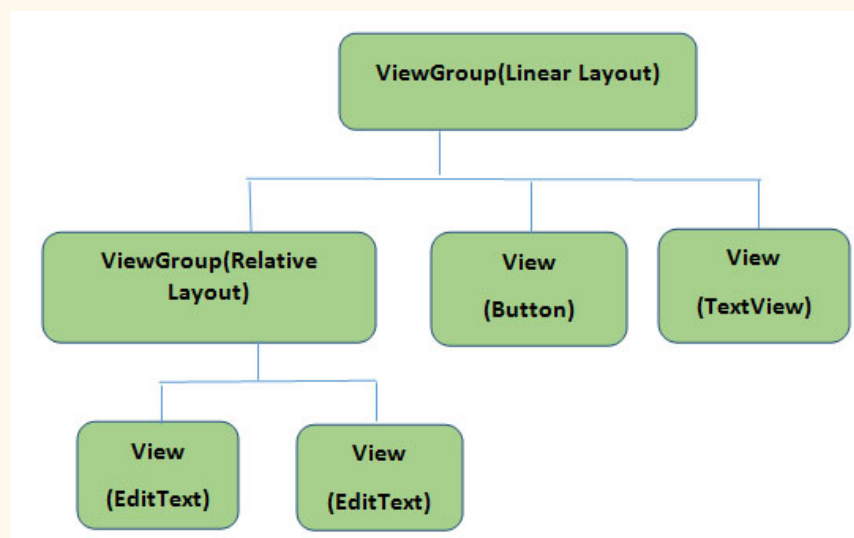 ViewGroup(Linear Layout)
ViewGroup(Relative
Layout)
View
(Button)
View
(TextView)
View
(EditText)
View
(EditText)